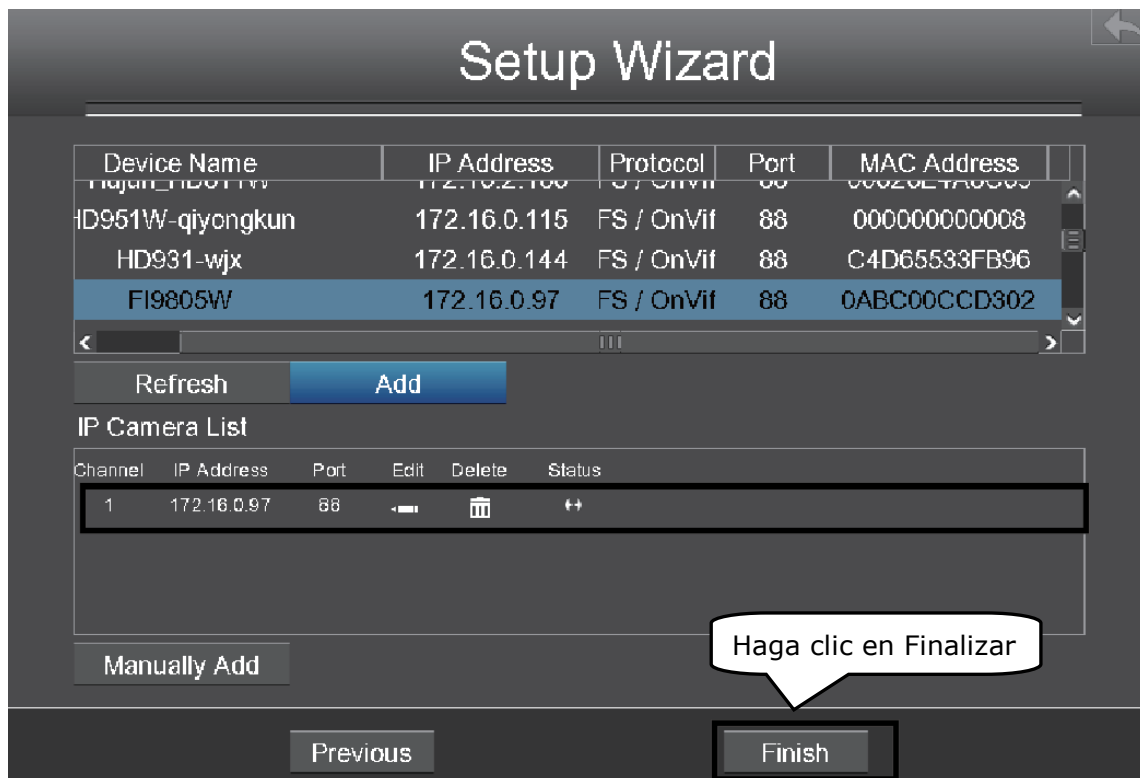 Setup Wizard
Device Name IP Address Protocol Port MAC Address
HD951W-qiyongkun 172.16.0.115 FS / OnVif 88 000000000008
HD931-wjx 172.16.0.144 FS / OnVif 88 C4D65533FB96
FI9805W 172.16.0.97 FS / OnVif 88 0ABC00CCD302
Refresh Add
IP Camera List
Channel IP Address Port Edit Delete Status
1 172.16.0.97 88
Haga clic en Finalizar
Manually Add
Previous Finish